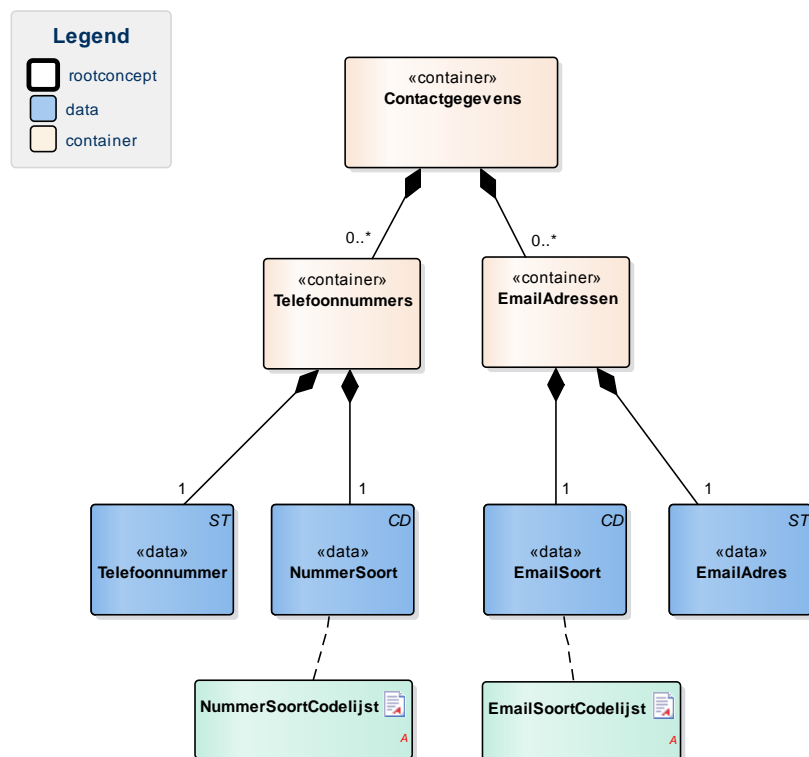 Legend
rootconcept
data
container
«container»
Contactgegevens
0..*
0..*
«container»
Telefoonnummers
«container»
EmailAdressen
1
1
1
1
ST
«data»
Telefoonnummer
CD
«data»
NummerSoort
CD
«data»
EmailSoort
ST
«data»
EmailAdres
NummerSoortCodelijst
A
EmailSoortCodelijst
A